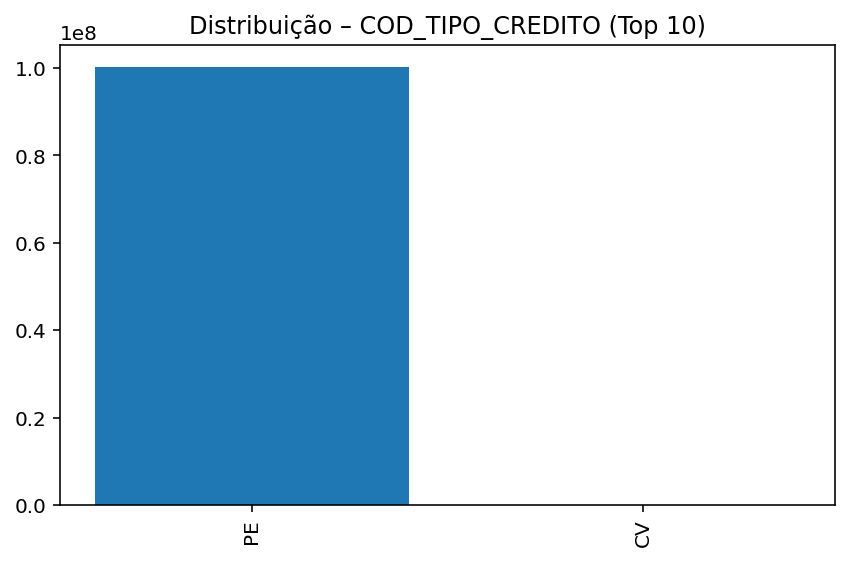 Distribuição – COD_TIPO_CREDITO (Top 10)
1e8
1.0
0.8
0.6
0.4
0.2
0.0
PE
CV